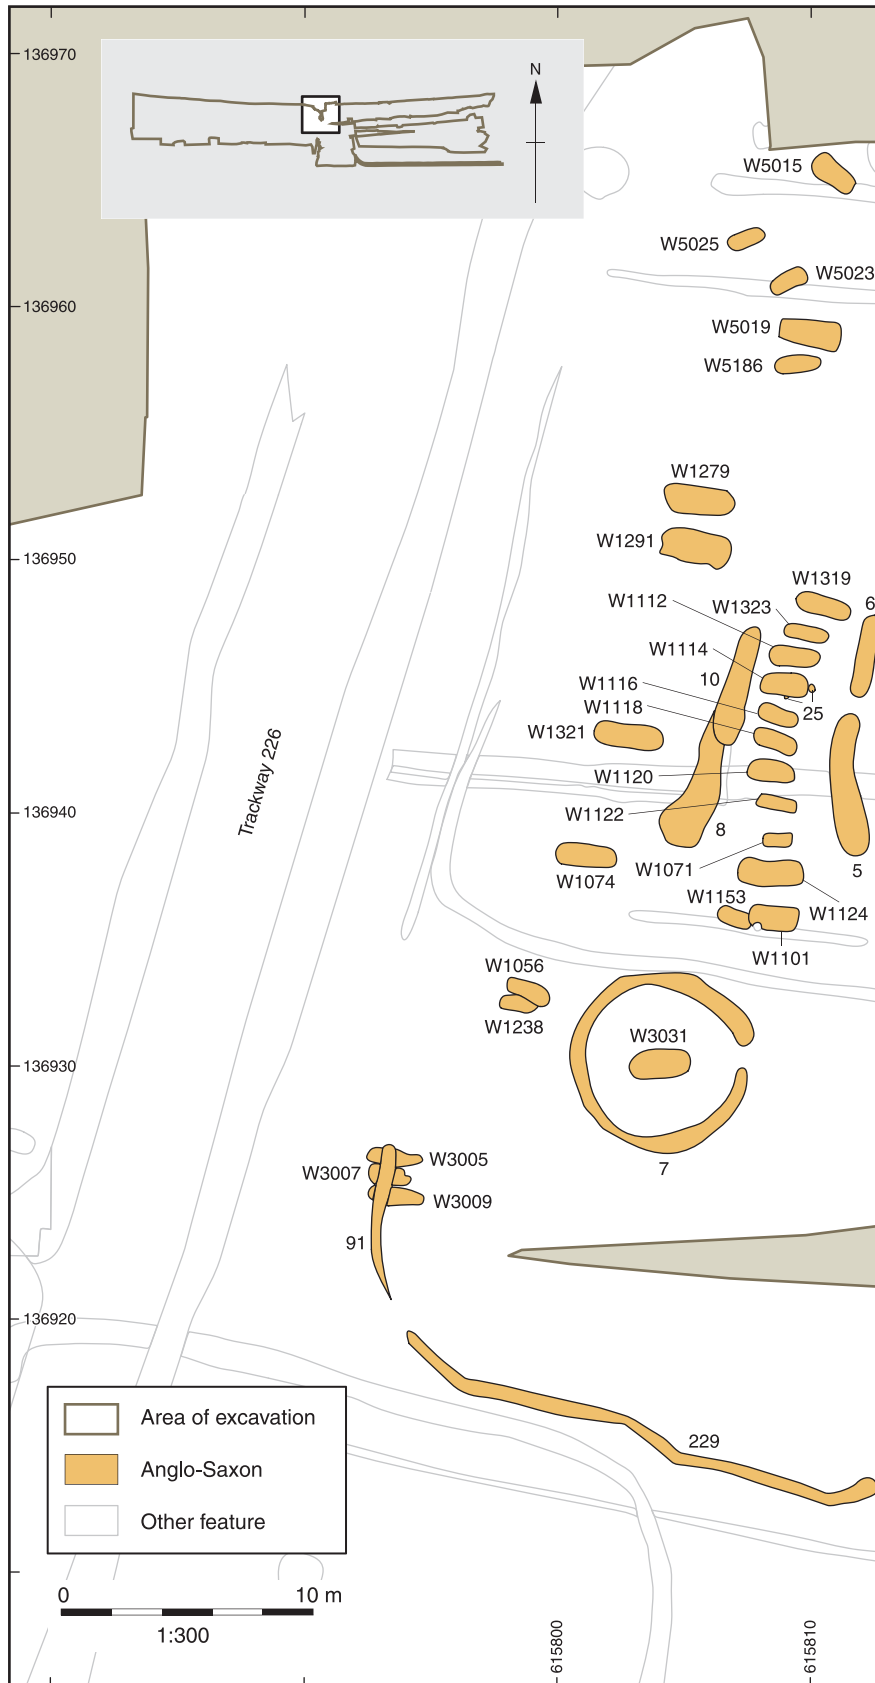 136970
N
W5015
W5025
W5023
136960
W5019
W5186
W1279
W1291
136950
W1319
W1112
W1323
6
W1114
10
W1116
25
W1118
W1321
Trackway 226
W1120
136940
W1122
8
W1071
5
W1074
W1153
W1124
W1101
W1056
W1238
W3031
136930
W3005
W3007
7
W3009
91
136920
Area of excavation
229
Anglo-Saxon
Other feature
0 10 m
1:300
615800
615810